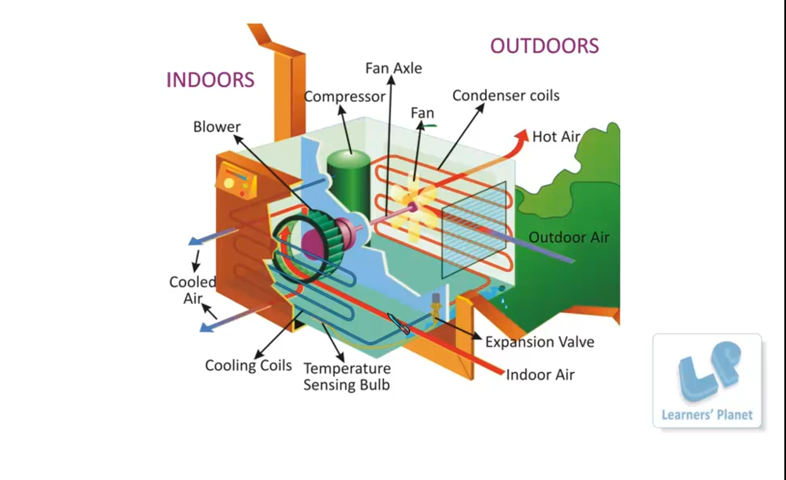 OUTDOORS
INDOORS
Fan Axle
Compressor
Condenser coils
Fan
Blower
Hot Air
Outdoor Air
Cooled
Air
Expansion Valve
Cooling Coils
Temperature
Sensing Bulb
Indoor Air
LP
Learners' Planet